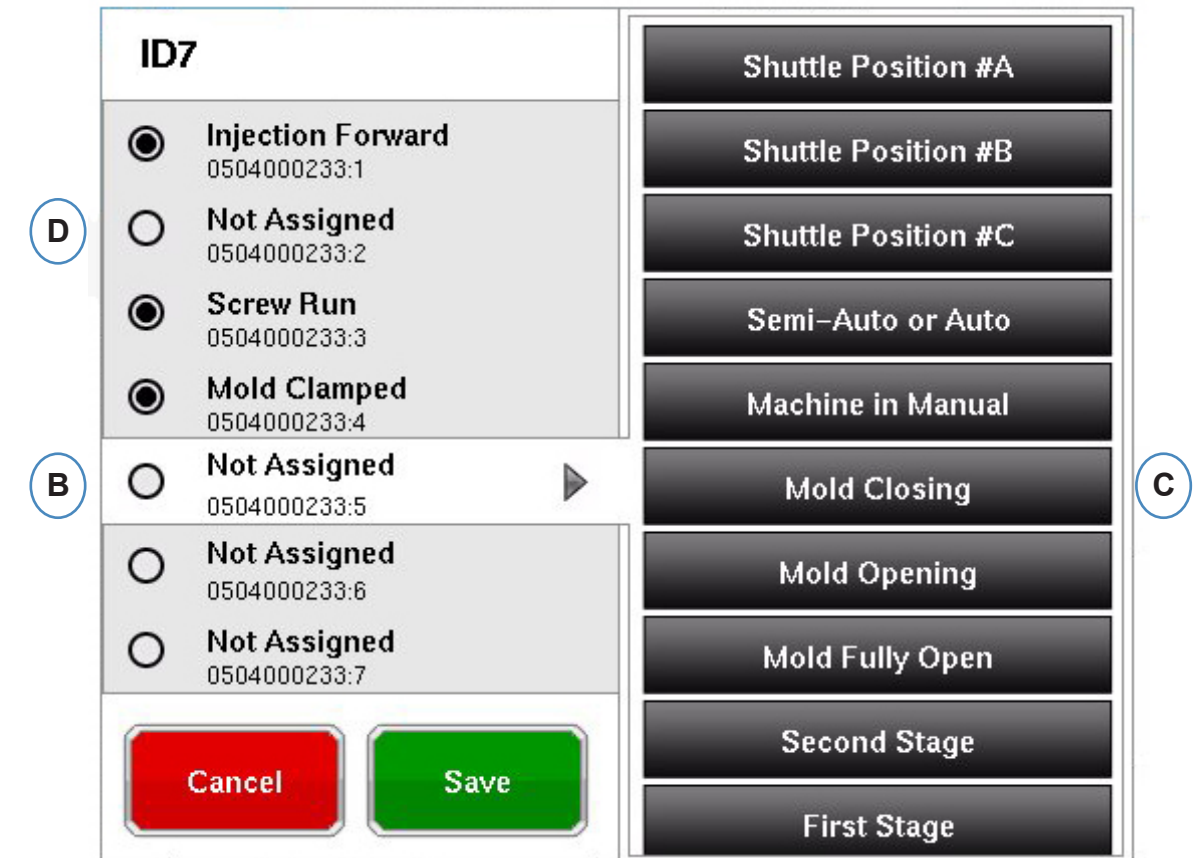 ID7
Injection Forward
0504000233:1
D
Not Assigned
0504000233:2
Screw Run
0504000233:3
Mold Clamped
0504000233:4
B
Not Assigned
0504000233:5
Not Assigned
0504000233:6
Not Assigned
0504000233:7
Cancel
Save
Shuttle Position #A
Shuttle Position #B
Shuttle Position #C
Semi-Auto or Auto
Machine in Manual
Mold Closing
C
Mold Opening
Mold Fully Open
Second Stage
First Stage